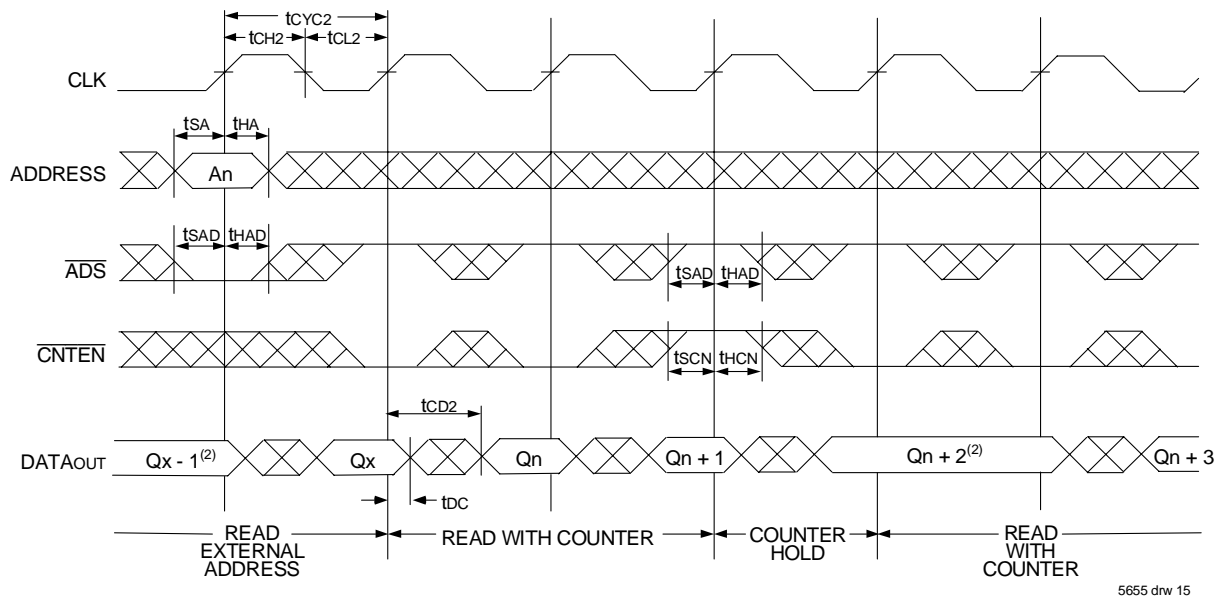 tCYC2
tCH2 tCL2
CLK
tSA tHA
ADDRESS An
tSAD tHAD
ADS
tSAD tHAD
CNTEN
tSCN tHCN
tCD2
DATAOUT Qx - 1(2) Qx Qn Qn + 1 Qn + 2(2) Qn + 3
tDC
READ EXTERNAL ADDRESS
READ WITH COUNTER
COUNTER HOLD
READ WITH COUNTER
5655 drw 15